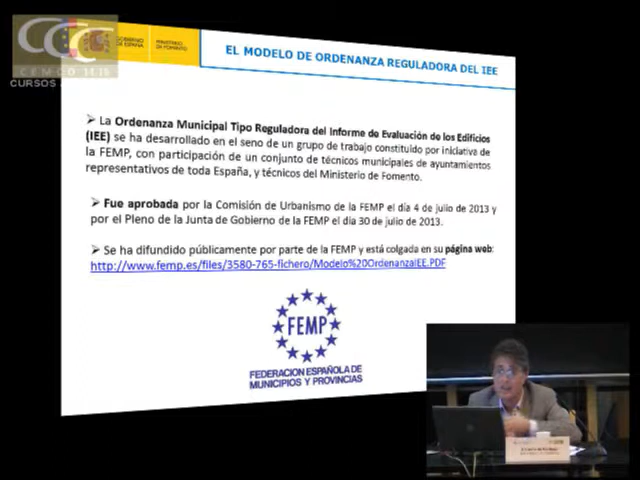 CCC
CEMCO
CURSOS
GOBIERNO
DE ESPAÑA
MINISTERIO
DE FOMENTO
EL MODELO DE ORDENANZA REGULADORA DEL IEE
➢ La Ordenanza Municipal Tipo Reguladora del Informe de Evaluación de los Edificios
(IEE) se ha desarrollado en el seno de un grupo de trabajo constituido por iniciativa de
la FEMP, con participación de un conjunto de técnicos municipales de ayuntamientos
representativos de toda España, y técnicos del Ministerio de Fomento.
➢ Fue aprobada por la Comisión de Urbanismo de la FEMP el día 4 de julio de 2013 y
por el Pleno de la Junta de Gobierno de la FEMP el día 30 de julio de 2013.
➢ Se ha difundido públicamente por parte de la FEMP y está colgada en su página web:
http://www.femp.es/files/3580-765-fichero/Modelo%20OrdenanzaIEE.PDF
FEMP
FEDERACION ESPAÑOLA DE
MUNICIPIOS Y PROVINCIAS